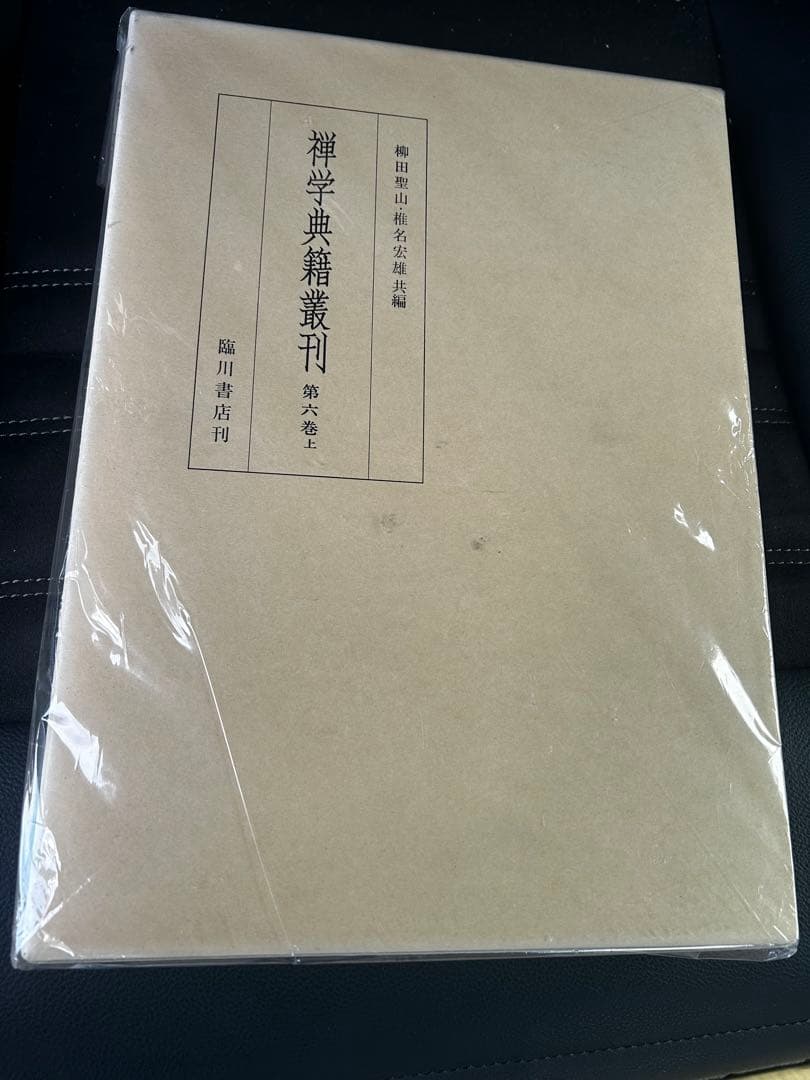 柳田聖山・椎名宏雄 共編
禅学典籍叢刊 第六巻上
臨川書店刊